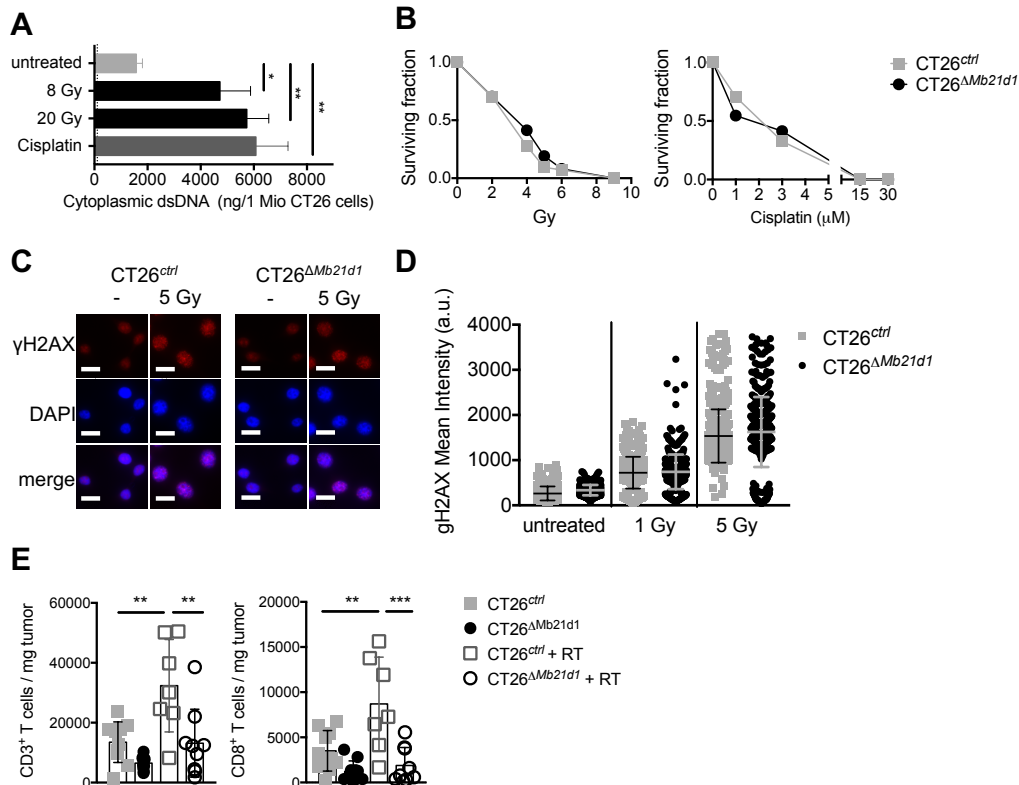 A
untreated
8 Gy
20 Gy
Cisplatin
*
**
**
0 2000 4000 6000 8000
Cytoplasmic dsDNA (ng/1 Mio CT26 cells)
B
Surviving fraction
1.0
0.5
0.0
0 2 4 6 8 10
Gy
Surviving fraction
1.0
0.5
0.0
0 1 2 3 4 5 15 30
Cisplatin (μM)
CT26ctrl
CT26ΔMb21d1
C
CT26ctrl CT26ΔMb21d1
- 5 Gy - 5 Gy
γH2AX
DAPI
merge
D
gH2AX Mean Intensity (a.u.)
4000
3000
2000
1000
0
untreated 1 Gy 5 Gy
CT26ctrl
CT26ΔMb21d1
E
CD3+ T cells / mg tumor
60000
40000
20000
0
** **
CD8+ T cells / mg tumor
20000
15000
10000
5000
0
** ***
CT26ctrl
CT26ΔMb21d1
CT26ctrl + RT
CT26ΔMb21d1 + RT